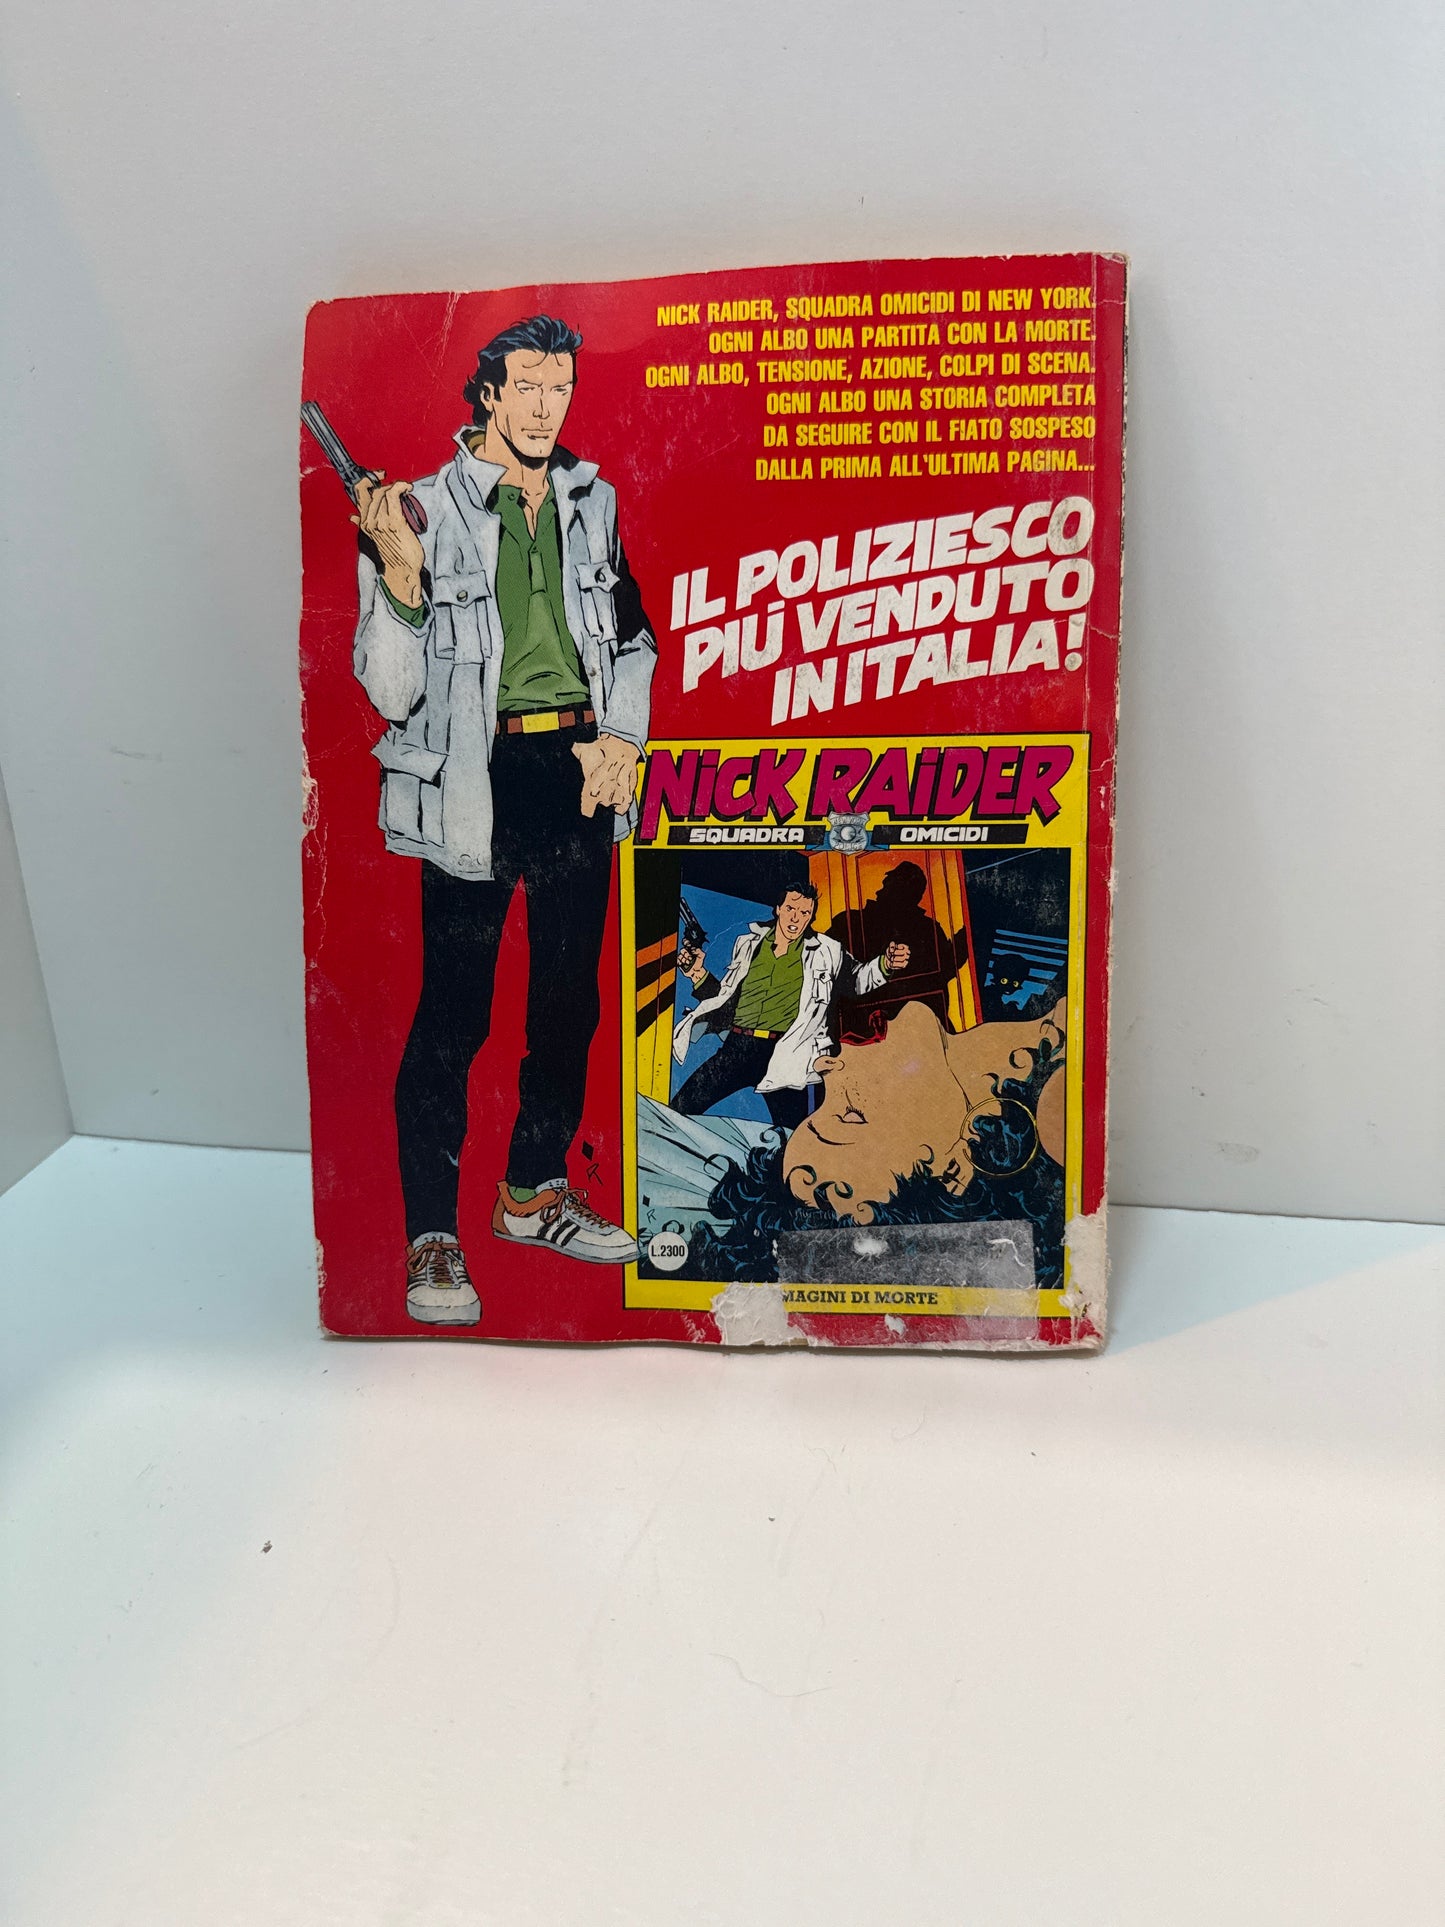 NICK RAIDER, SQUADRA OMICIDI DI NEW YORK.
OGNI ALBO UNA PARTITA CON LA MORTE.
OGNI ALBO, TENSIONE, AZIONE, COLPI DI SCENA.
OGNI ALBO UNA STORIA COMPLETA
DA SEGUIRE CON IL FIATO SOSPESO
DALLA PRIMA ALL'ULTIMA PAGINA...
IL POLIZIESCO
PIÚ VENDUTO
IN ITALIA!
NiCK RAiDER
SQUADRA OMICIDI
POLICE
L.2300
MAGINI DI MORTE